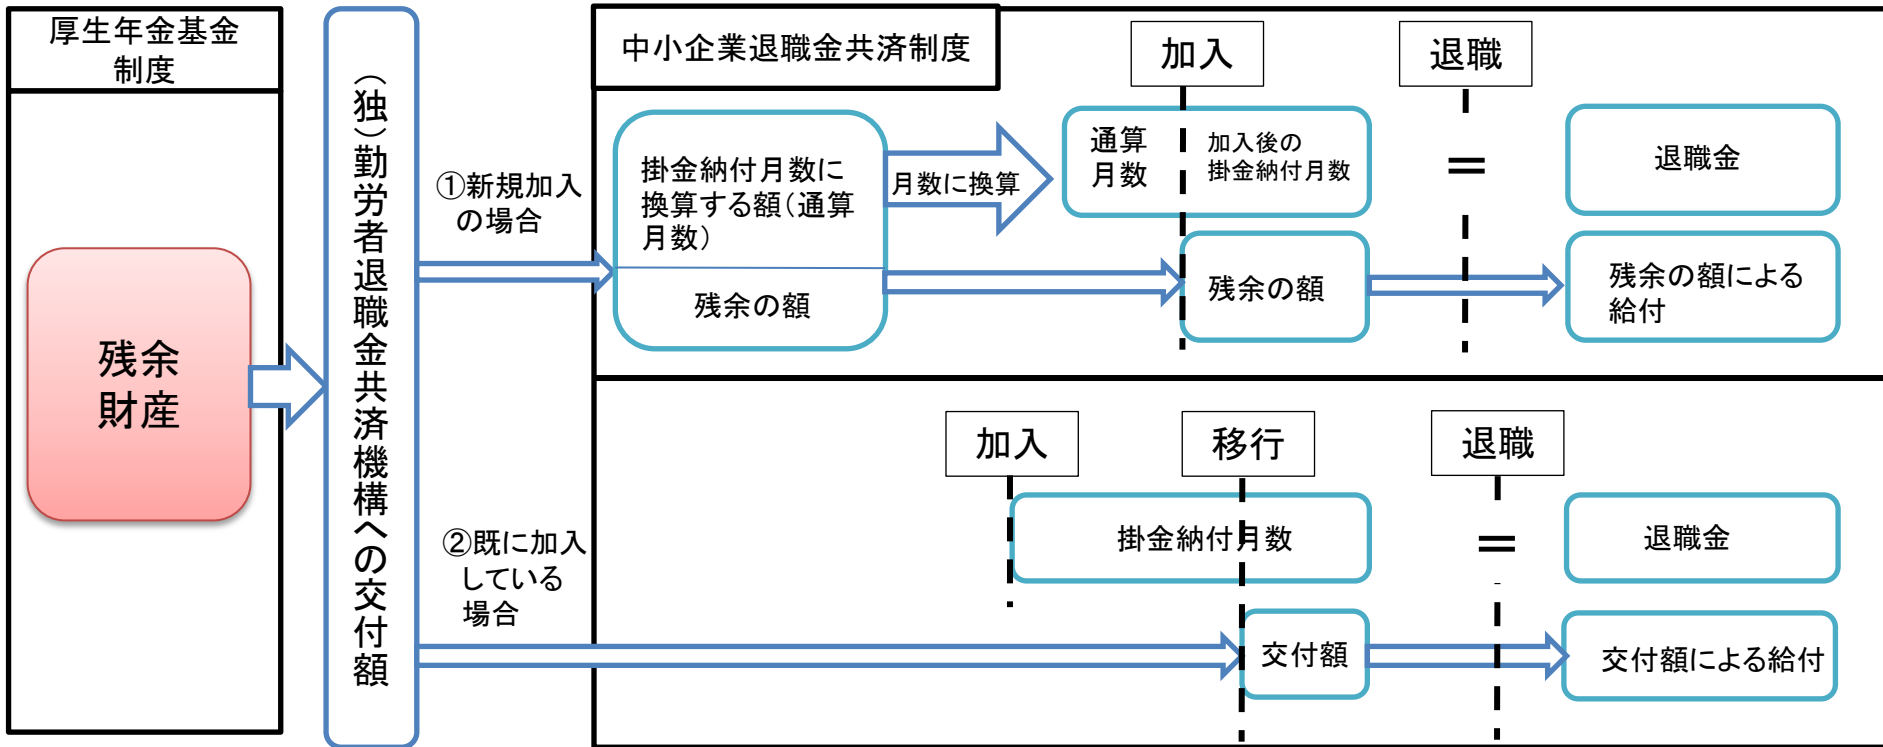 厚生年金基金
制度
残余
財産
（独）勤労者退職金共済機構への交付額
①新規加入
の場合
②既に加入
している
場合
中小企業退職金共済制度
加入
退職
掛金納付月数に
換算する額（通算
月数）
残余の額
月数に換算
通算
月数
加入後の
掛金納付月数
＝
退職金
残余の額
残余の額による
給付
加入
移行
退職
掛金納付月数
＝
退職金
交付額
交付額による給付